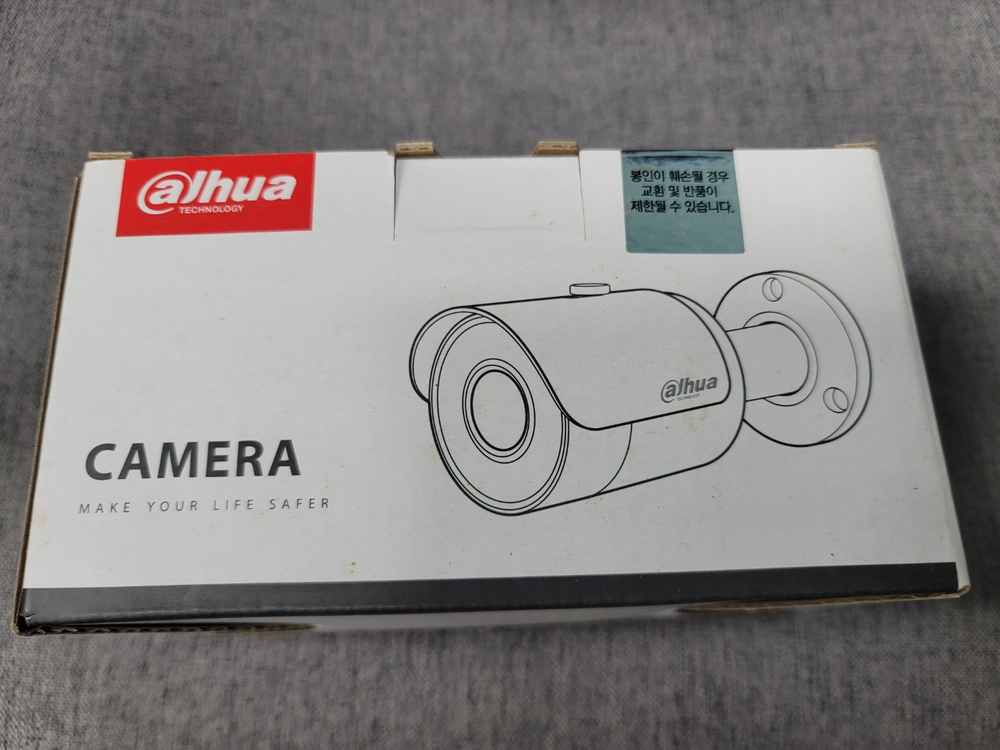 alhua
TECHNOLOGY
봉인이 훼손될 경우
교환 및 반품이
제한될 수 있습니다.
alhua
TECHNOLOGY
CAMERA
MAKE YOUR LIFE SAFER